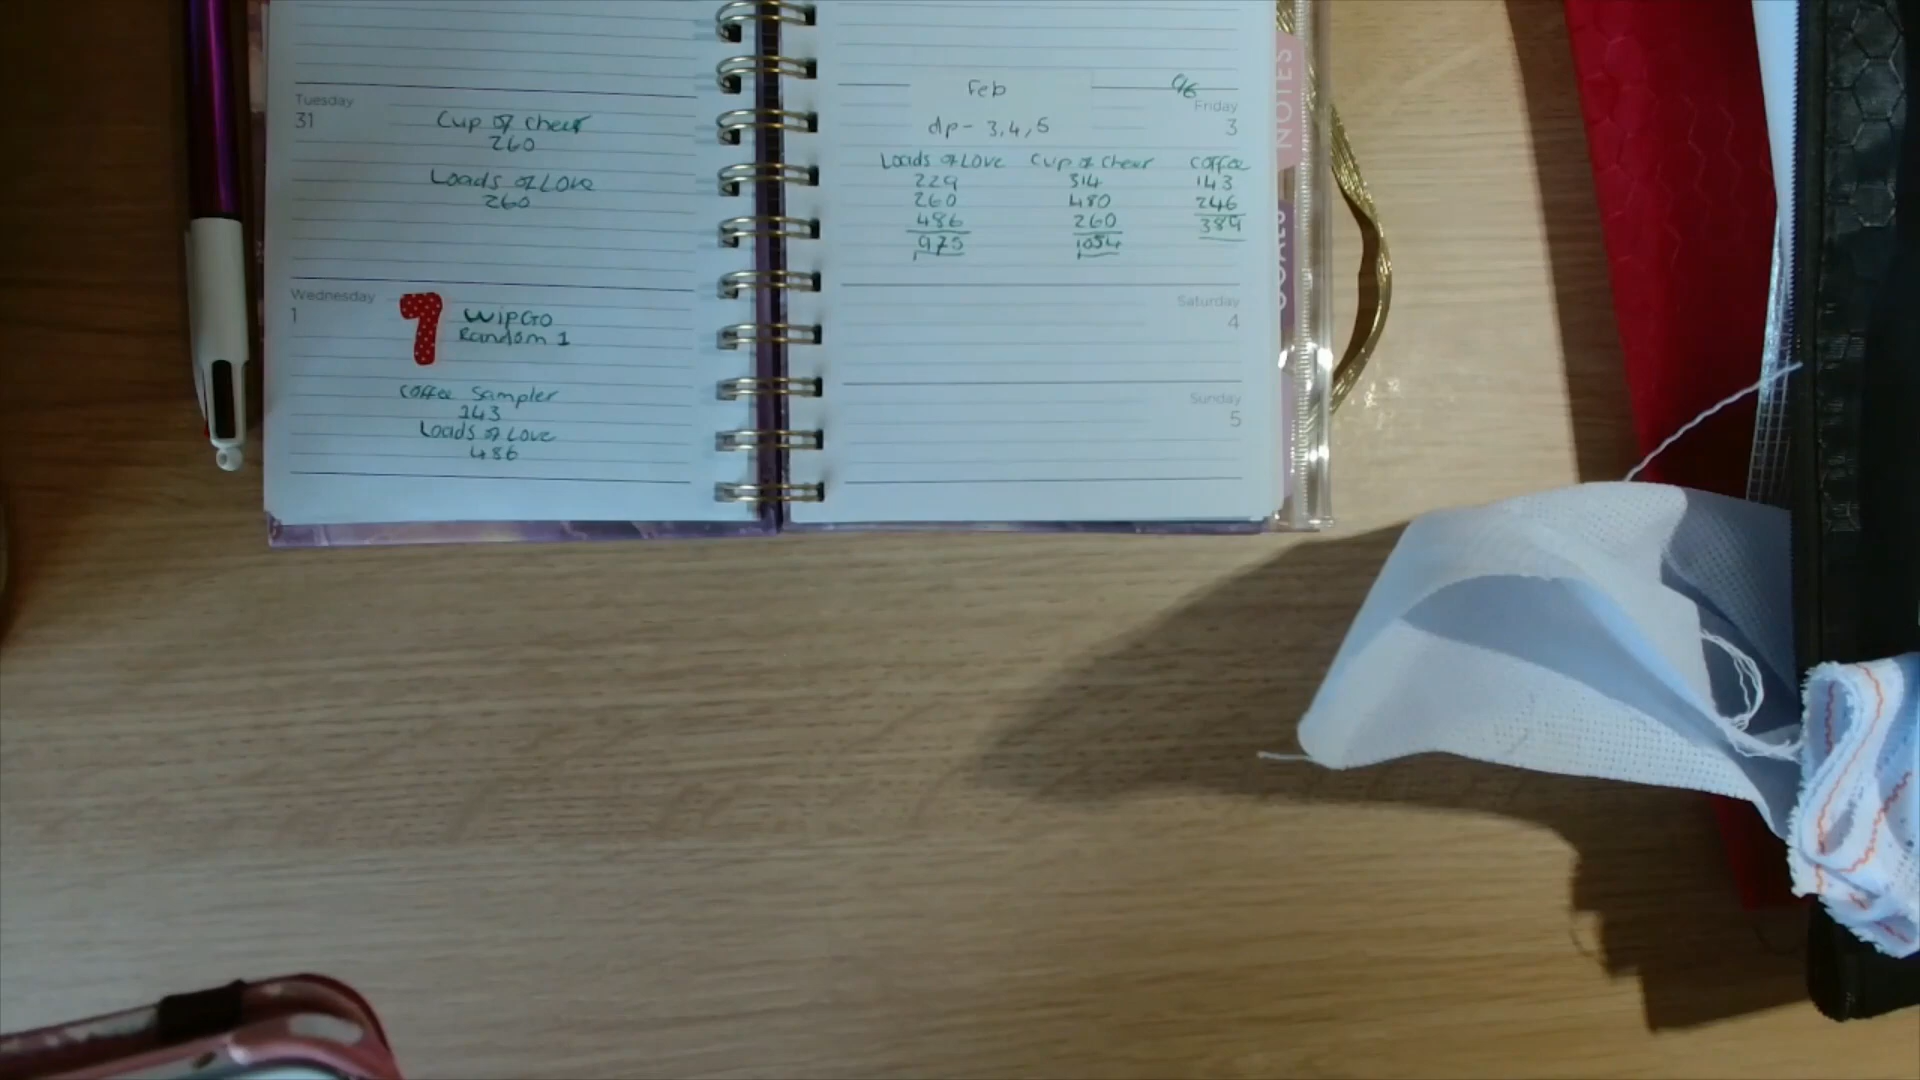 Tuesday
31
Cup of cheer
260
Loads of Love
260
Wednesday
1
WipGo
Random 1
Coffee Sampler
143
Loads of Love
486
Feb
Friday
3
dp - 3,4,5
Loads of Love Cup of Cheer Coffee
229 314 143
260 480 246
486 260 389
975 1054
Saturday
4
Sunday
5
NOTES
GOALS